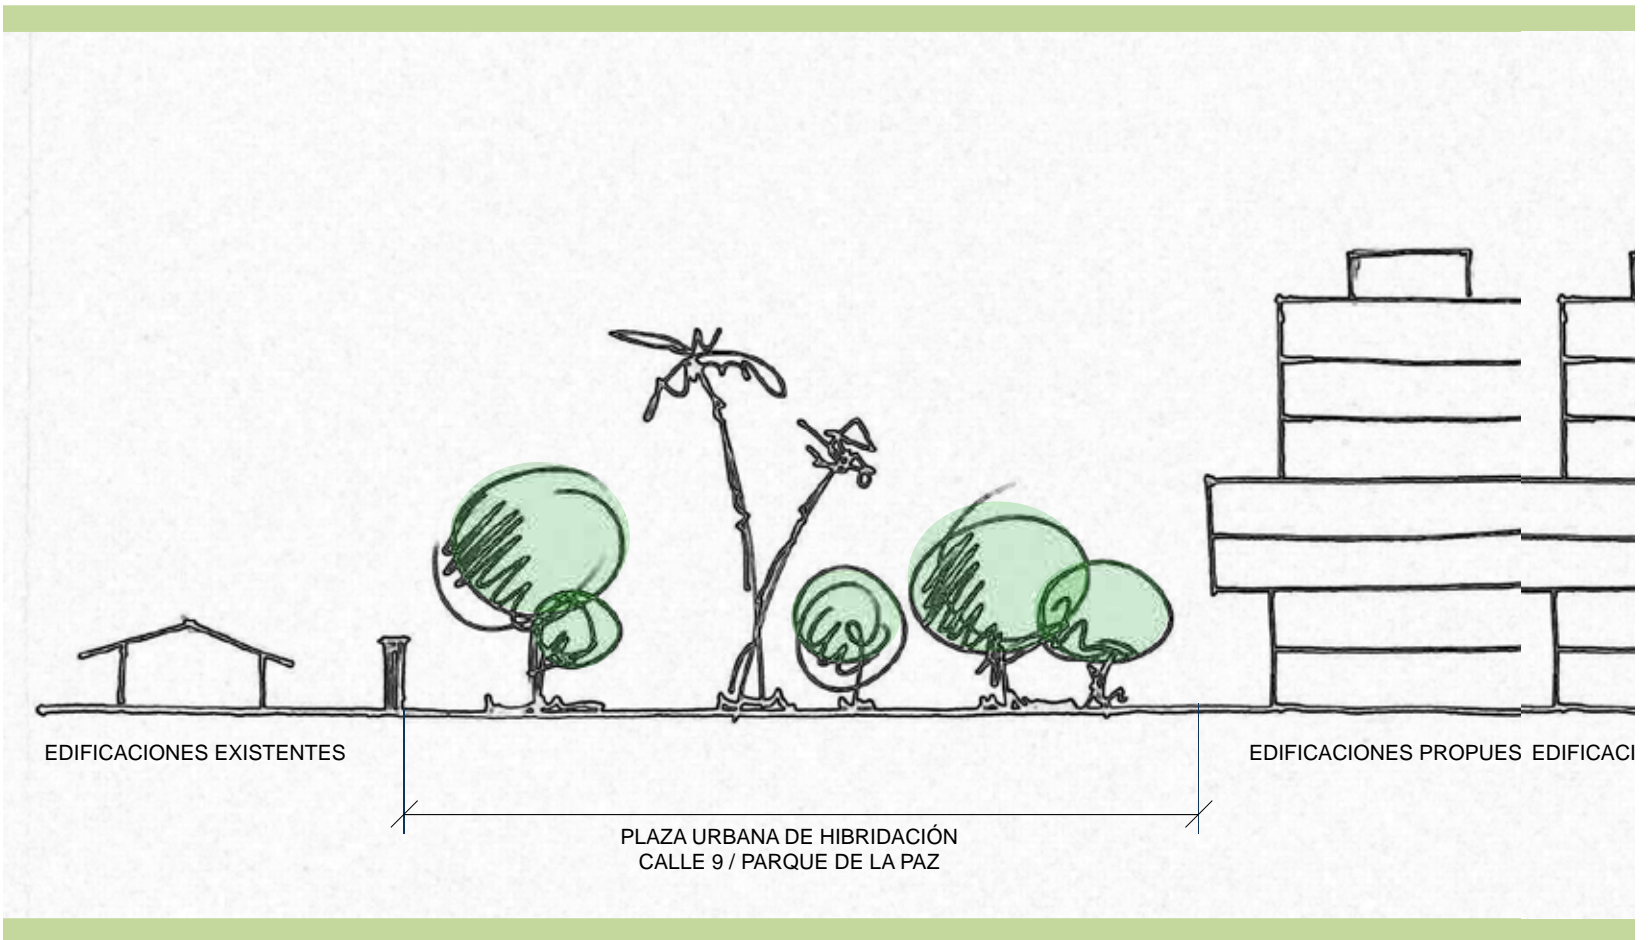 EDIFICACIONES EXISTENTES
EDIFICACIONES PROPUES
EDIFICACI
PLAZA URBANA DE HIBRIDACIÓN
CALLE 9 / PARQUE DE LA PAZ